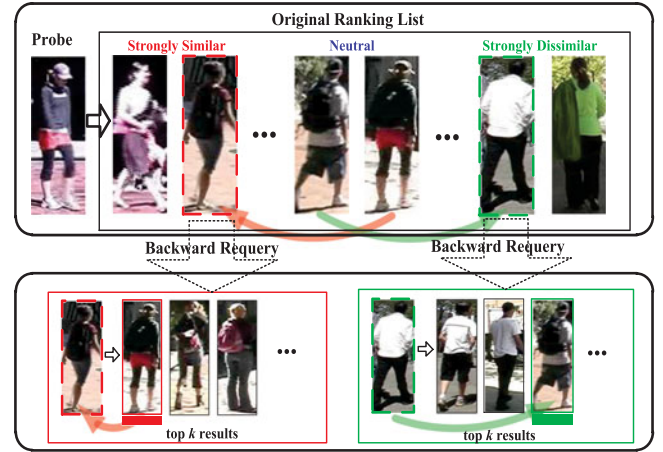 Original Ranking List
Probe
Strongly Similar
Neutral
Strongly Dissimilar
•••
•••
Backward Requery
Backward Requery
•••
•••
top k results
top k results